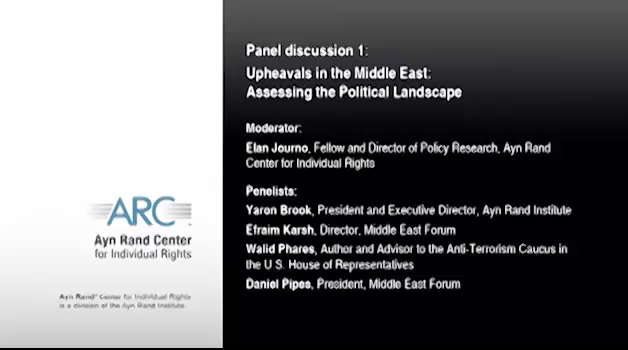 Panel discussion 1:
Upheavals in the Middle East:
Assessing the Political Landscape
Moderator:
Elan Journo, Fellow and Director of Policy Research, Ayn Rand
Center for Individual Rights
Panelists:
Yaron Brook, President and Executive Director, Ayn Rand Institute
Efraim Karsh, Director, Middle East Forum
Walid Phares, Author and Advisor to the Anti-Terrorism Caucus in
the U.S. House of Representatives
Daniel Pipes, President, Middle East Forum
ARC™
Ayn Rand Center
for Individual Rights
Ayn Rand® Center for Individual Rights
is a division of the Ayn Rand Institute.